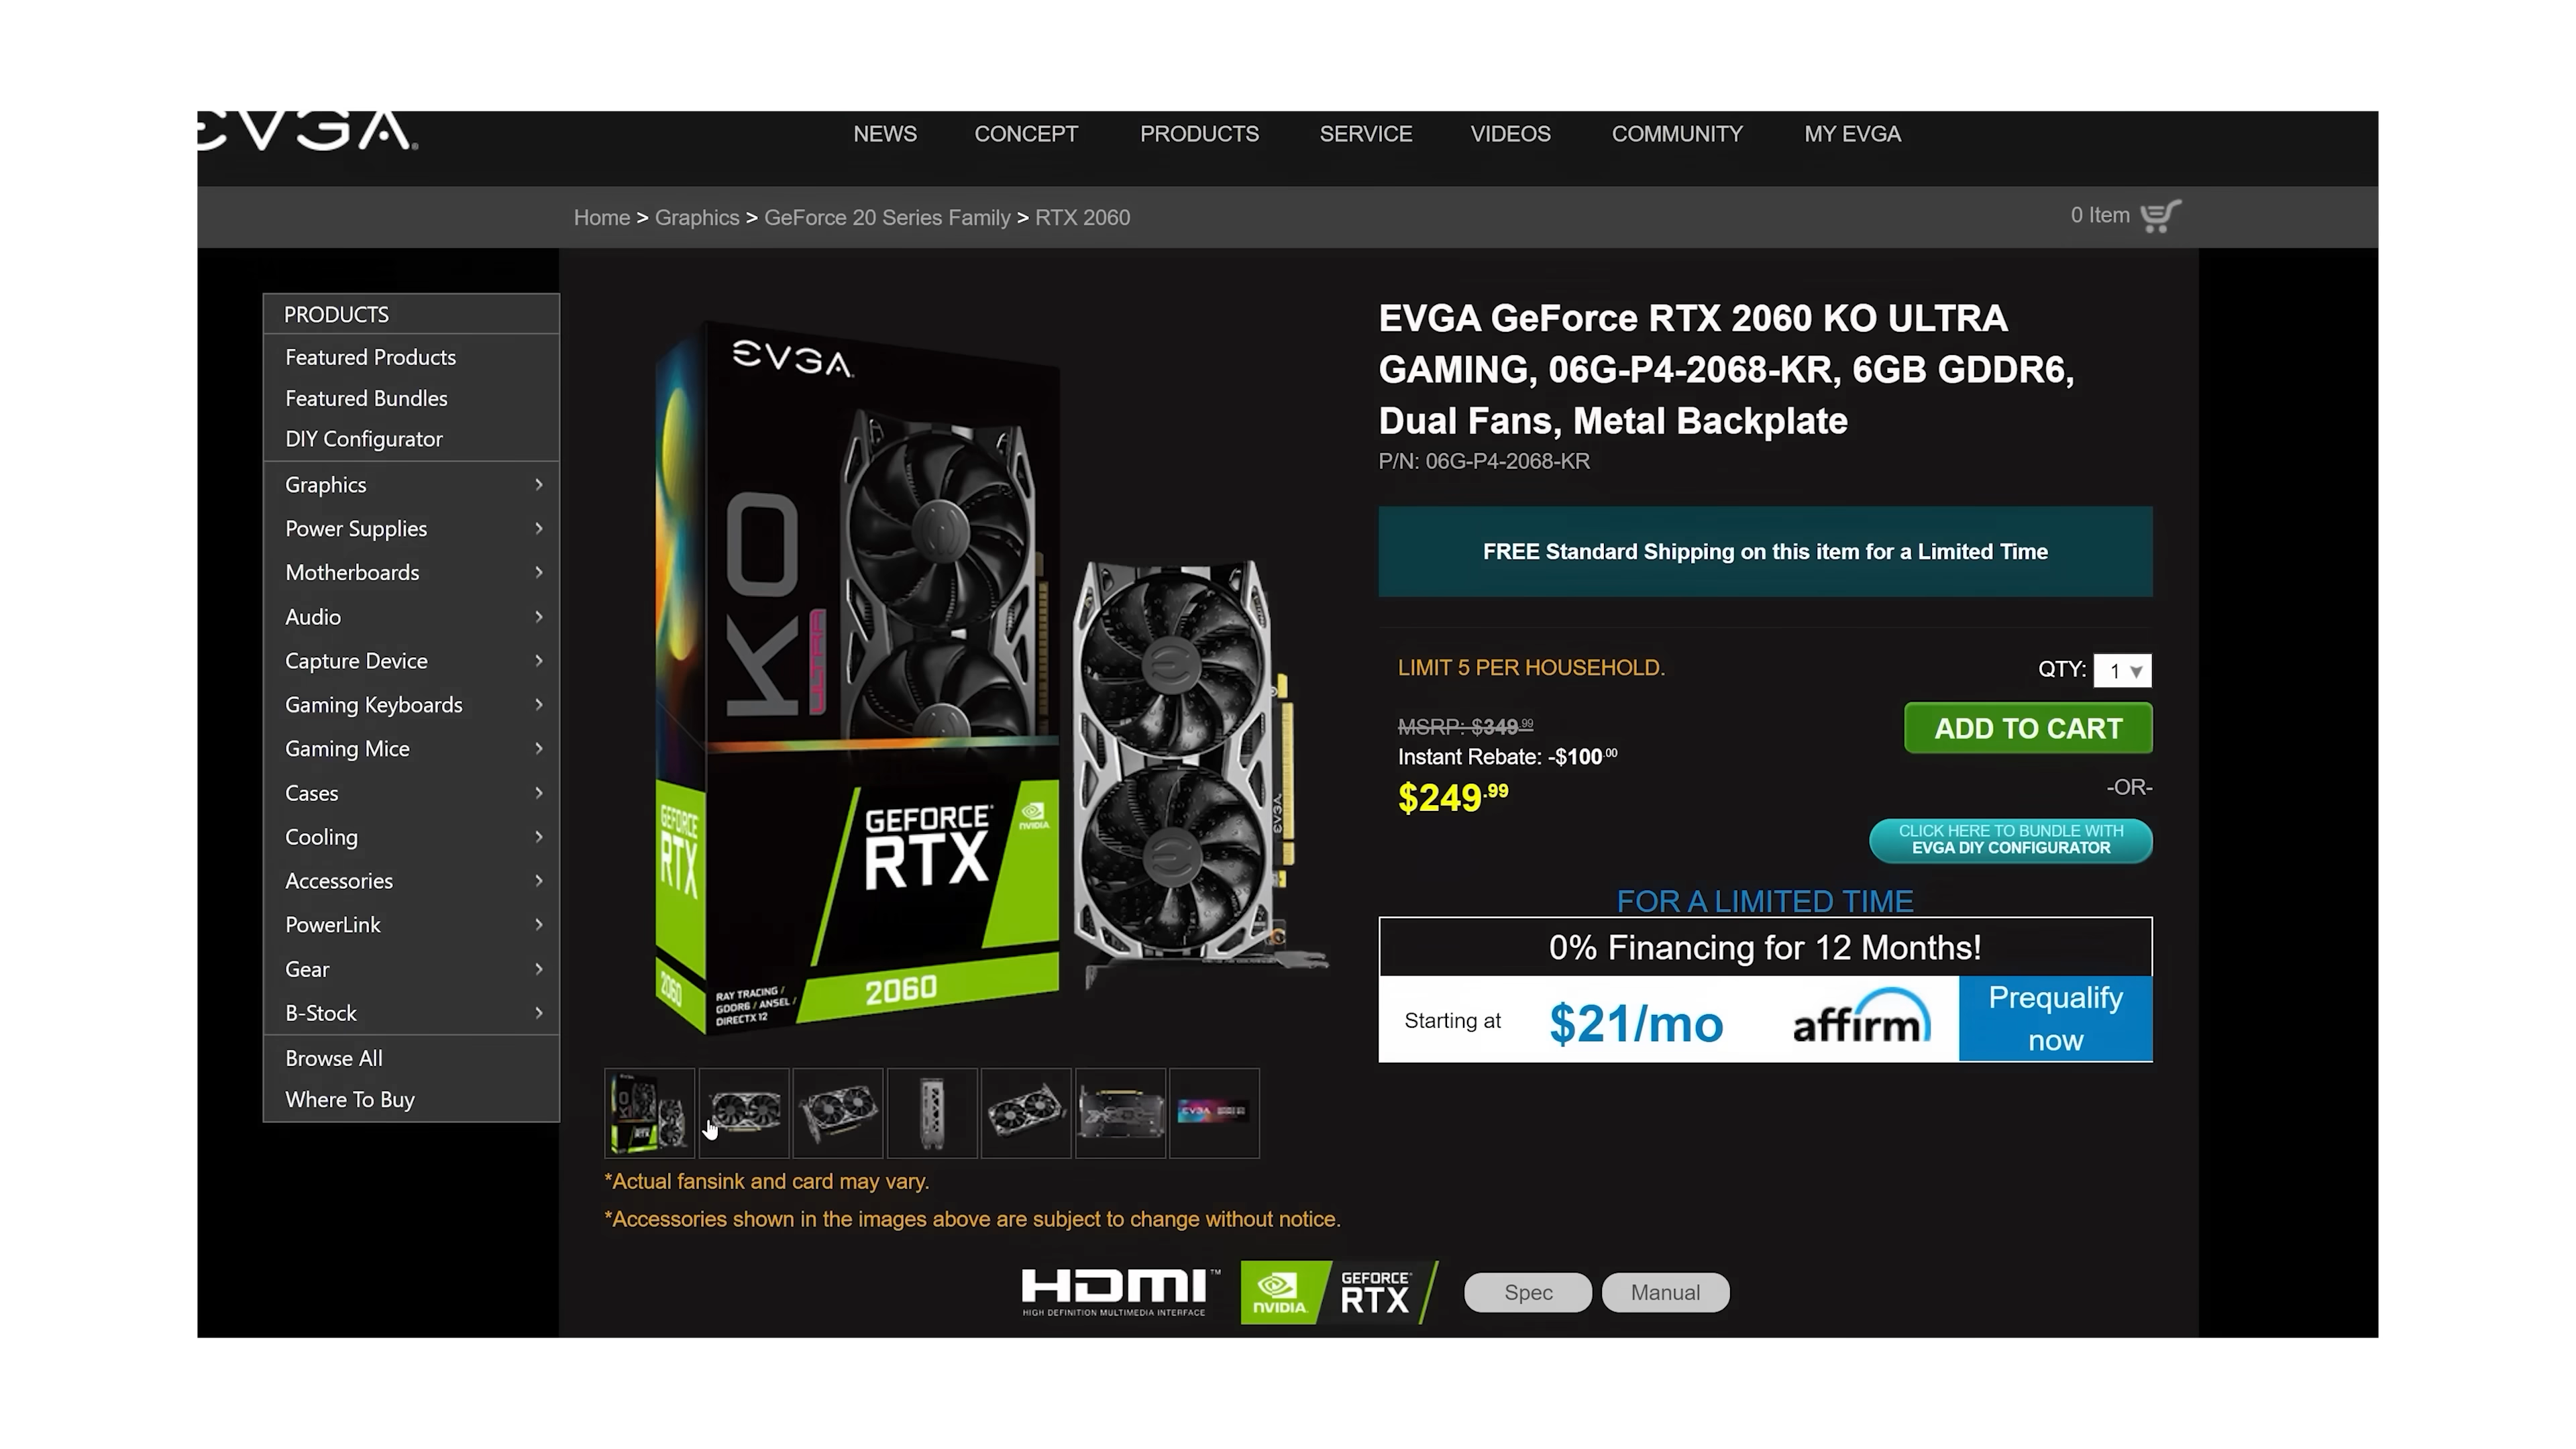 EVGA
NEWS CONCEPT PRODUCTS SERVICE VIDEOS COMMUNITY MY EVGA
Home > Graphics > GeForce 20 Series Family > RTX 2060
0 Item
PRODUCTS
Featured Products
Featured Bundles
DIY Configurator
Graphics
Power Supplies
Motherboards
Audio
Capture Device
Gaming Keyboards
Gaming Mice
Cases
Cooling
Accessories
PowerLink
Gear
B-Stock
Browse All
Where To Buy
EVGA
KO
ULTRA
GEFORCE
RTX
2060
GEFORCE
RTX
NVIDIA
2060
RAY TRACING /
GDDR6 / ANSEL /
DIRECTX 12
EVGA
*Actual fansink and card may vary.
*Accessories shown in the images above are subject to change without notice.
EVGA GeForce RTX 2060 KO ULTRA
GAMING, 06G-P4-2068-KR, 6GB GDDR6,
Dual Fans, Metal Backplate
P/N: 06G-P4-2068-KR
FREE Standard Shipping on this item for a Limited Time
LIMIT 5 PER HOUSEHOLD.
QTY: 1
MSRP: $349.99
Instant Rebate: -$100.00
$249.99
ADD TO CART
-OR-
CLICK HERE TO BUNDLE WITH
EVGA DIY CONFIGURATOR
FOR A LIMITED TIME
0% Financing for 12 Months!
Starting at $21/mo affirm
Prequalify
now
HDMI™
HIGH DEFINITION MULTIMEDIA INTERFACE
NVIDIA
GEFORCE
RTX
Spec
Manual